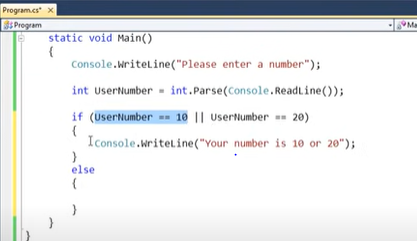 Program.cs*
Program
Ma
static void Main()
{
Console.WriteLine("Please enter a number");
int UserNumber = int.Parse(Console.ReadLine());
if (UserNumber == 10 || UserNumber == 20)
{
Console.WriteLine("Your number is 10 or 20");
}
else
{
}
}
}